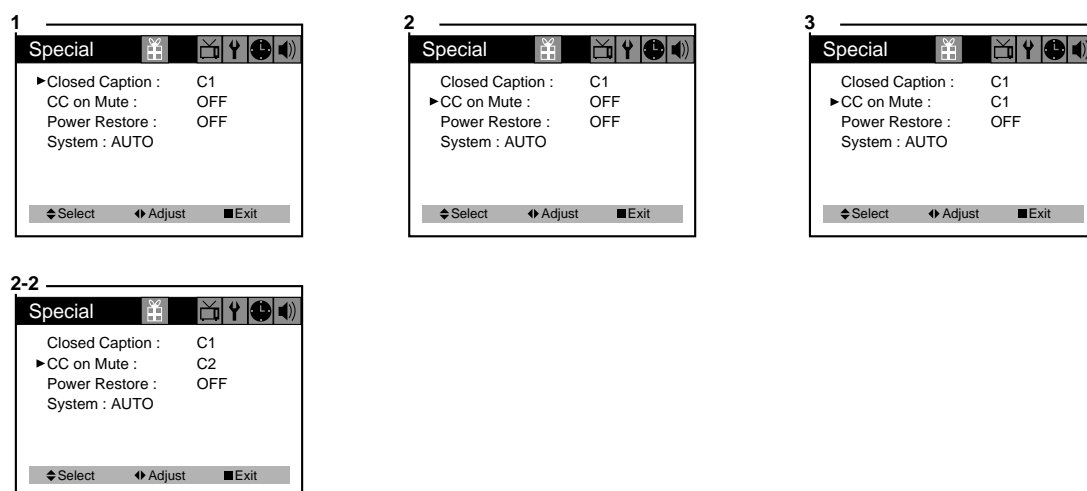 1
Special
►Closed Caption : C1
CC on Mute : OFF
Power Restore : OFF
System : AUTO
Select Adjust Exit
2
Special
Closed Caption : C1
►CC on Mute : OFF
Power Restore : OFF
System : AUTO
Select Adjust Exit
3
Special
Closed Caption : C1
►CC on Mute : C1
Power Restore : OFF
System : AUTO
Select Adjust Exit
2-2
Special
Closed Caption : C1
►CC on Mute : C2
Power Restore : OFF
System : AUTO
Select Adjust Exit